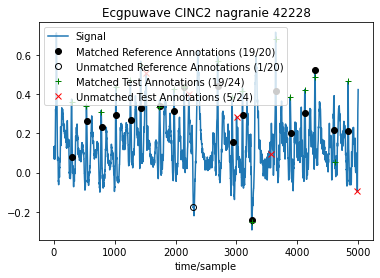 Ecgpuwave CINC2 nagranie 42228
Signal
Matched Reference Annotations (19/20)
Unmatched Reference Annotations (1/20)
Matched Test Annotations (19/24)
Unmatched Test Annotations (5/24)
0.6
0.4
0.2
0.0
−0.2
0 1000 2000 3000 4000 5000
time/sample